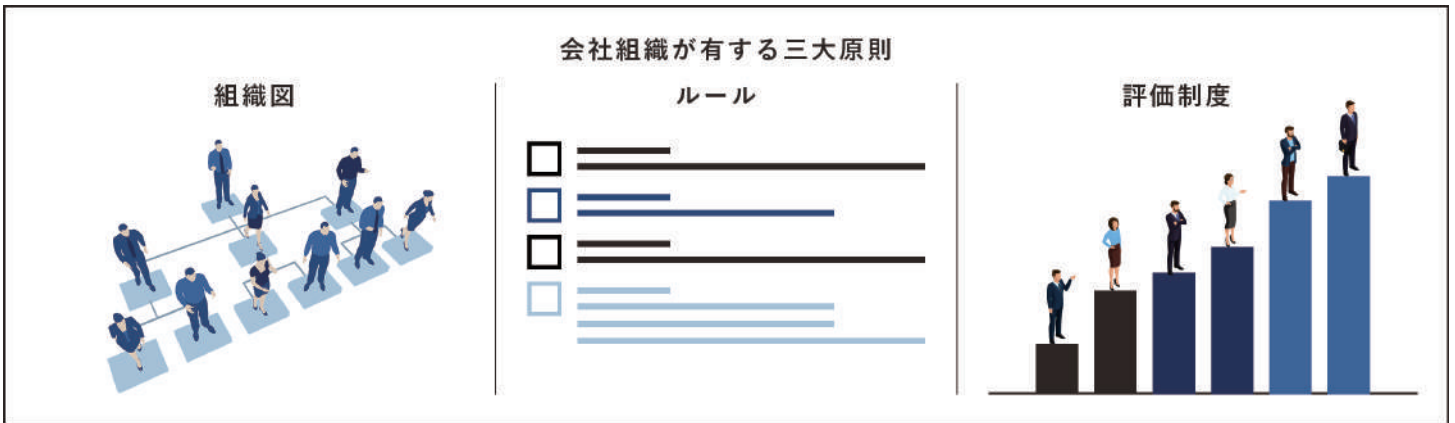 会社組織が有する三大原則
組織図
ルール
評価制度